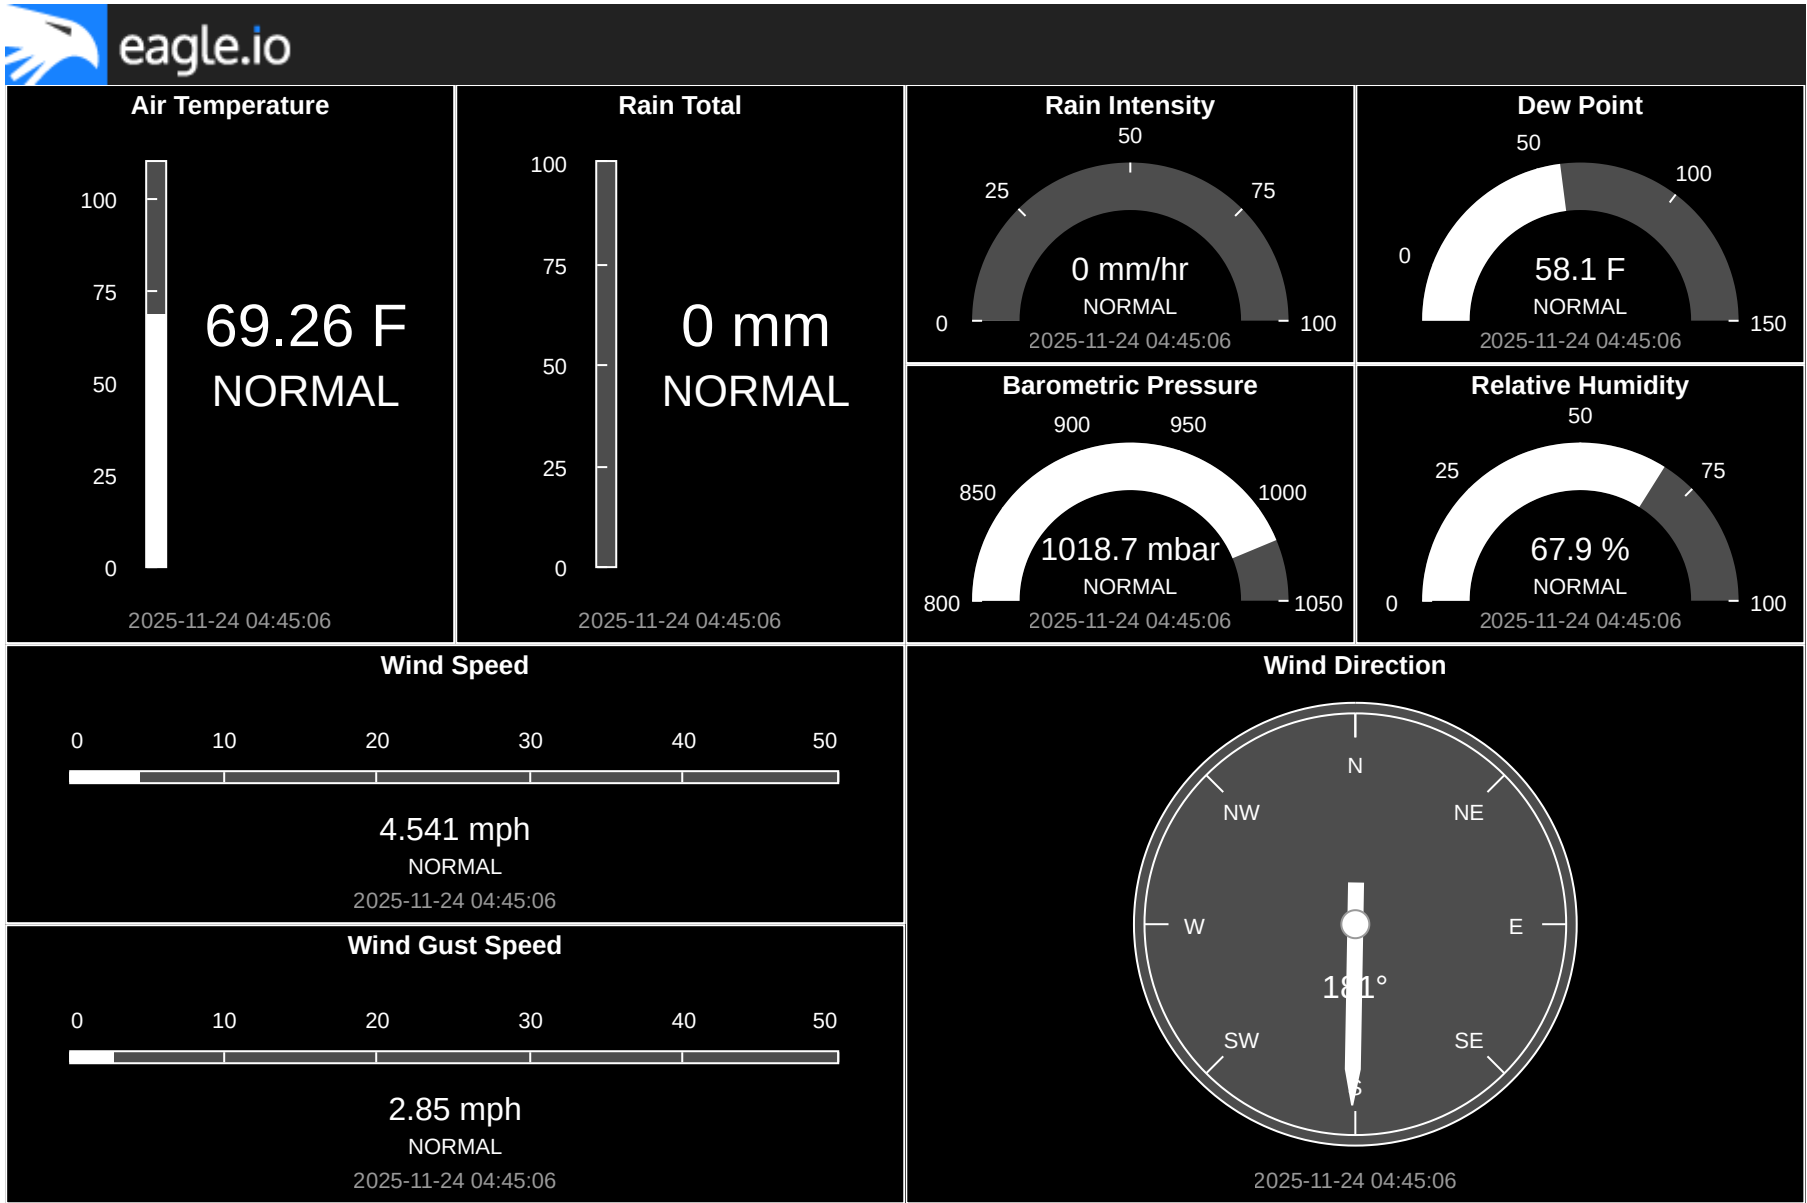 eagle.io
Air Temperature
100
75
50
25
0
69.26 F
NORMAL
2025-11-24 04:45:06
Rain Total
100
75
50
25
0
0 mm
NORMAL
2025-11-24 04:45:06
Rain Intensity
50
25
75
0
100
0 mm/hr
NORMAL
2025-11-24 04:45:06
Dew Point
50
100
0
150
58.1 F
NORMAL
2025-11-24 04:45:06
Barometric Pressure
900 950
850 1000
800 1050
1018.7 mbar
NORMAL
2025-11-24 04:45:06
Relative Humidity
50
25 75
0 100
67.9 %
NORMAL
2025-11-24 04:45:06
Wind Speed
0 10 20 30 40 50
4.541 mph
NORMAL
2025-11-24 04:45:06
Wind Gust Speed
0 10 20 30 40 50
2.85 mph
NORMAL
2025-11-24 04:45:06
Wind Direction
N
NW NE
W E
181°
SW SE
S
2025-11-24 04:45:06